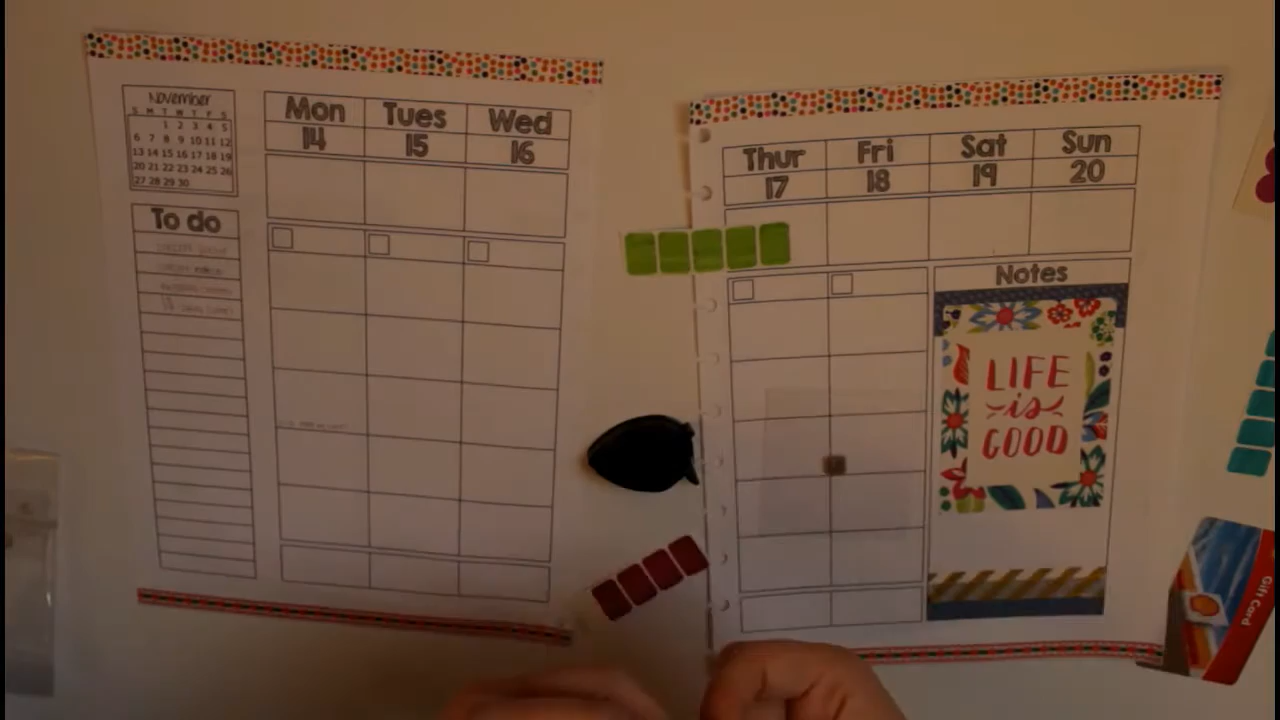 November
S M T W T F S
1 2 3 4 5
6 7 8 9 10 11 12
13 14 15 16 17 18 19
20 21 22 23 24 25 26
27 28 29 30
To do
Mon Tues Wed
14 15 16
Thur Fri Sat Sun
17 18 19 20
Notes
LIFE
is
GOOD
Gift Card